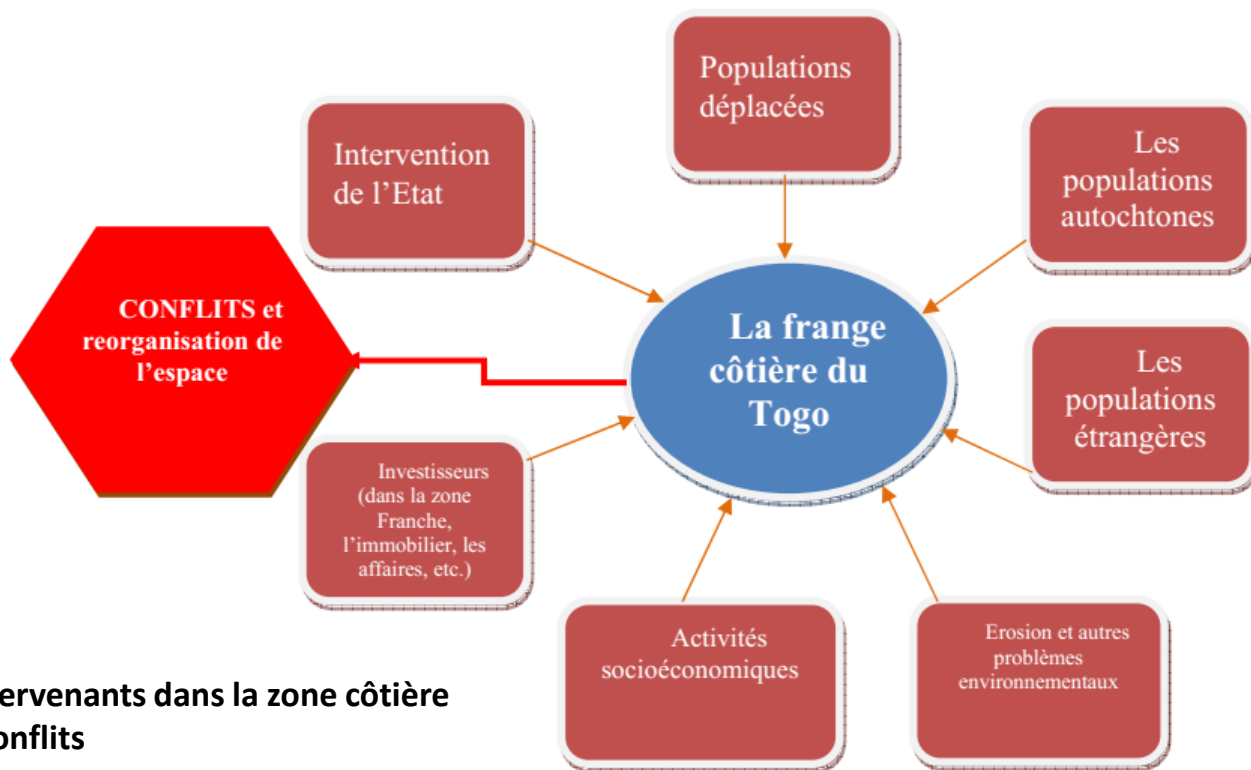 Populations
déplacées
Intervention
de l'Etat
Les
populations
autochtones
CONFLITS et
reorganisation de
l'espace
La frange
côtière du
Togo
Les
populations
étrangères
Investisseurs
(dans la zone
Franche,
l'immobilier, les
affaires, etc.)
Activités
socioéconomiques
Erosion et autres
problèmes
environnementaux
ervenants dans la zone côtière
onflits